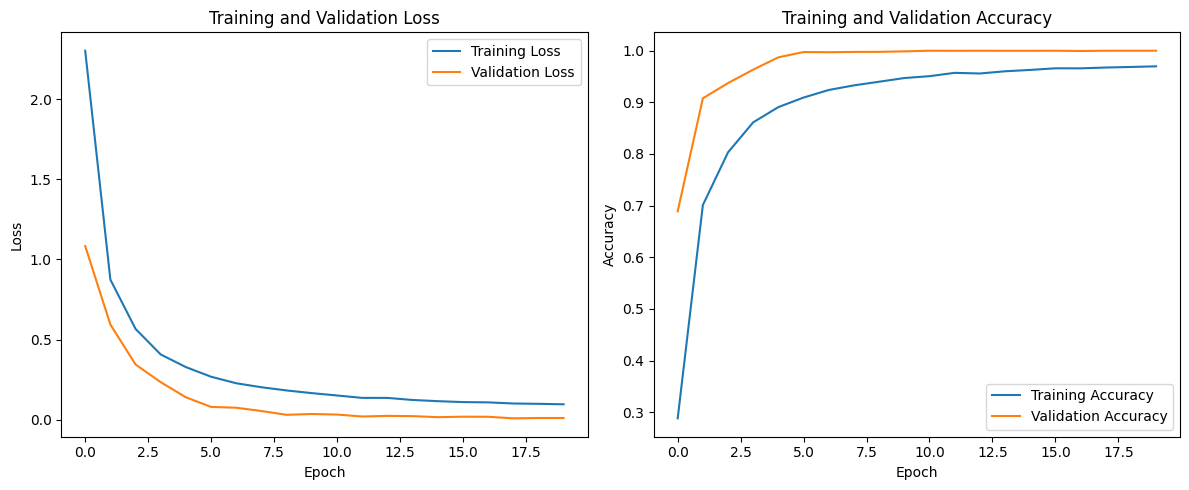 Training and Validation Loss
Training Loss
Validation Loss
2.0
1.5
1.0
0.5
0.0
Loss
0.0 2.5 5.0 7.5 10.0 12.5 15.0 17.5
Epoch
Training and Validation Accuracy
1.0
0.9
0.8
0.7
0.6
0.5
0.4
0.3
Accuracy
Training Accuracy
Validation Accuracy
0.0 2.5 5.0 7.5 10.0 12.5 15.0 17.5
Epoch